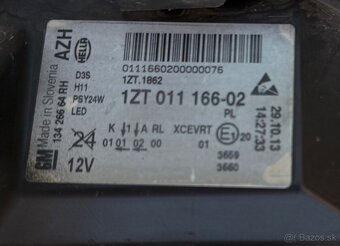 GM Made in Slovenia
134 266 64 RH
AZH
HELLA
D3S
H11
PSY24W
LED
24
12V
0111660200000076
1ZT.1862
1ZT 011 166-02
PL
K 1 A RL XCEVRT
01 01 02 00 01
E1 20
3659
3660
29.10.13
14:27:33
Bazos.sk